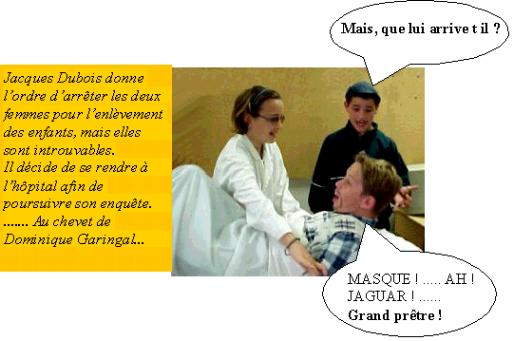 Mais, que lui arrive t il ?
Jacques Dubois donne
l'ordre d'arrêter les deux
femmes pour l'enlèvement
des enfants, mais elles
sont introuvables.
Il décide de se rendre à
l'hôpital afin de
poursuivre son enquête.
....... Au chevet de
Dominique Garingal...
MASQUE ! ..... AH !
JAGUAR ! ......
Grand prêtre !